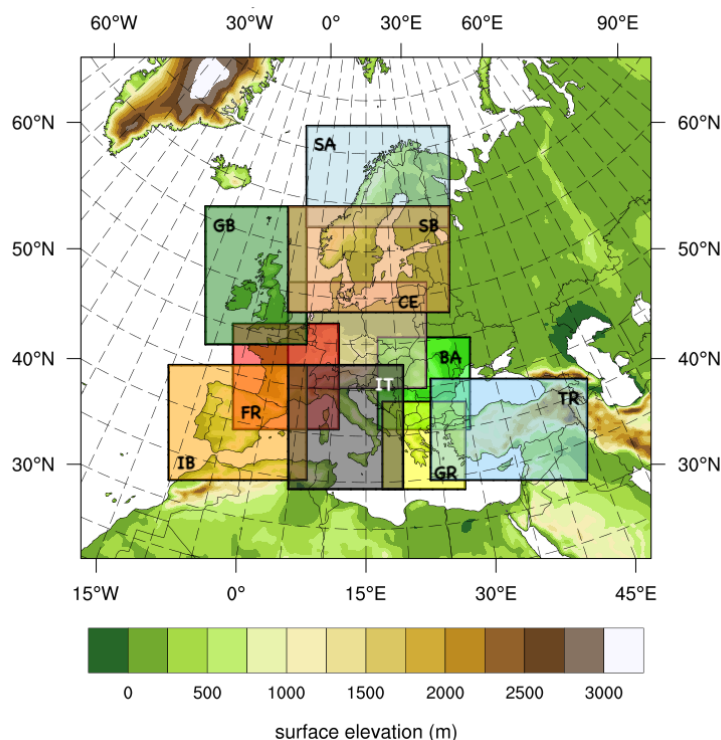 60°W 30°W 0° 30°E 60°E 90°E
60°N 60°N
SA
GB SB
50°N 50°N
CE
40°N BA 40°N
IT
FR TR
30°N IB GR 30°N
15°W 0° 15°E 30°E 45°E
0 500 1000 1500 2000 2500 3000
surface elevation (m)